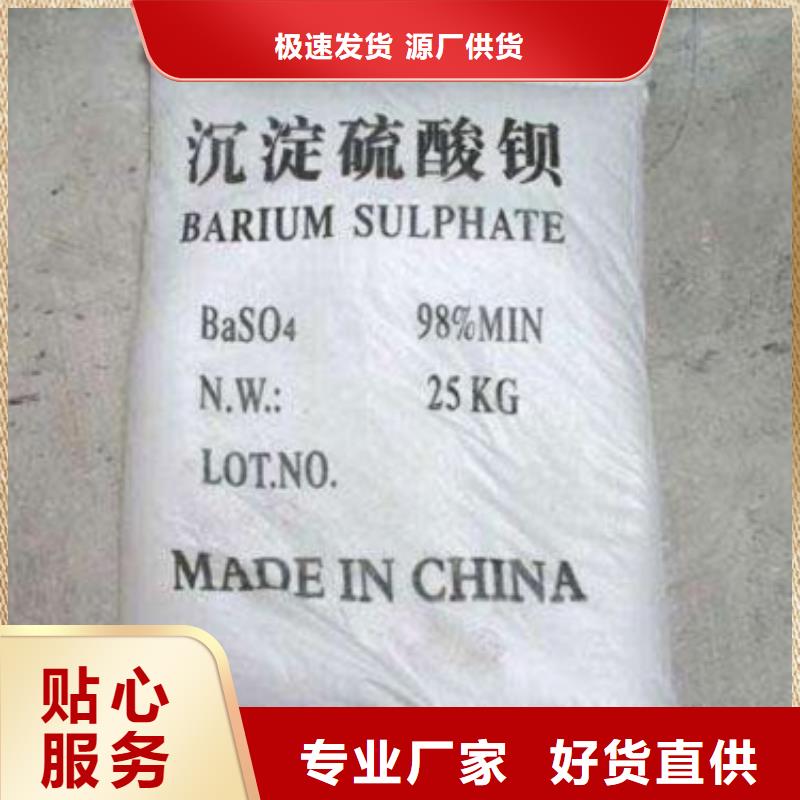 极速发货 源厂供货
沉淀硫酸钡
BARIUM SULPHATE
BaSO4 98%MIN
N.W.: 25 KG
LOT.NO.
MADE IN CHINA
贴心
服务
专业厂家 好货直供